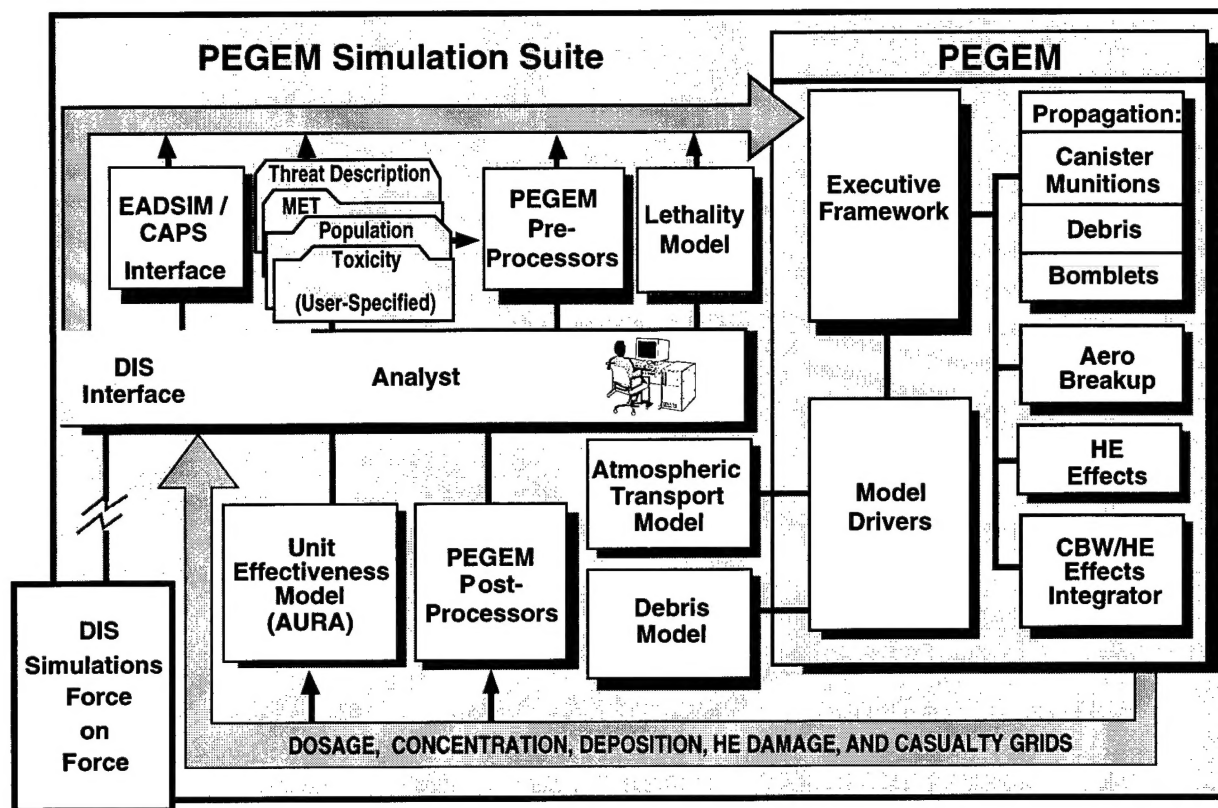 PEGEM Simulation Suite
PEGEM
EADSIM /
CAPS
Interface
Threat Description
MET
Population
Toxicity
(User-Specified)
PEGEM
Pre-
Processors
Lethality
Model
Executive
Framework
Propagation:
Canister
Munitions
Debris
Bomblets
Aero
Breakup
HE
Effects
CBW/HE
Effects
Integrator
DIS
Interface
Analyst
Atmospheric
Transport
Model
Model
Drivers
Debris
Model
Unit
Effectiveness
Model
(AURA)
PEGEM
Post-
Processors
DIS
Simulations
Force
on
Force
DOSAGE, CONCENTRATION, DEPOSITION, HE DAMAGE, AND CASUALTY GRIDS